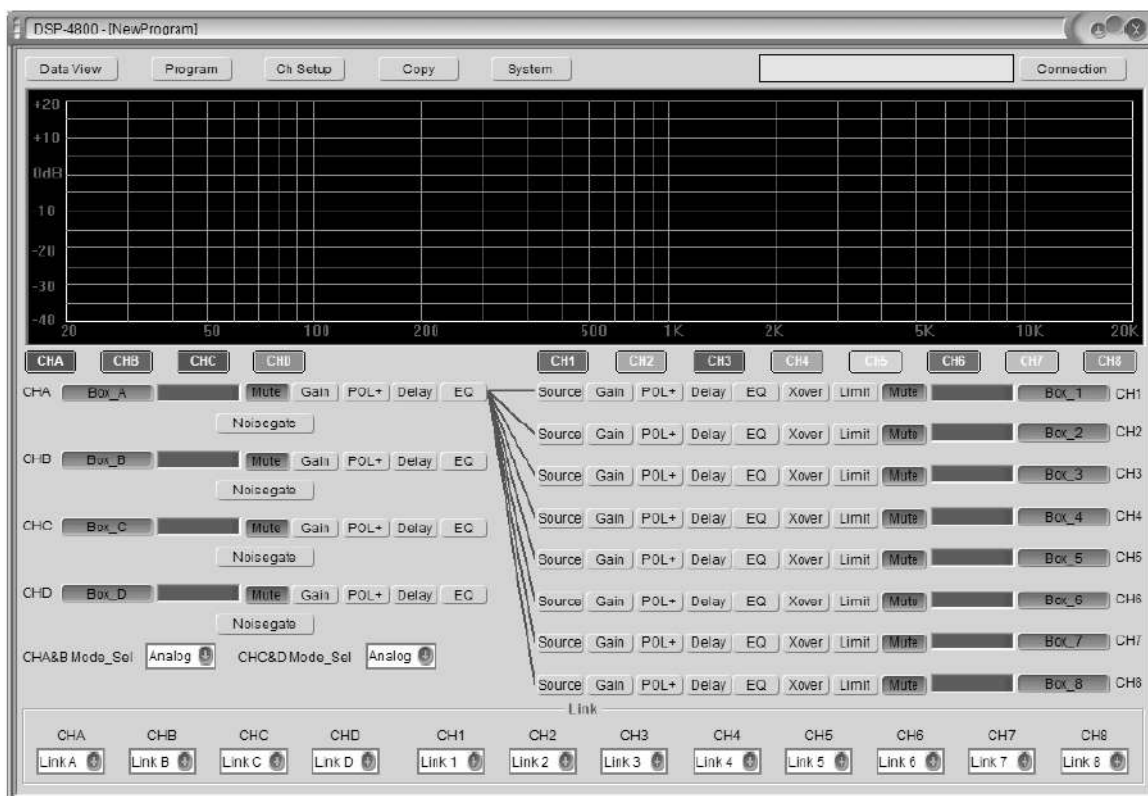 DSP-4800 - [NewProgram]
Data View Program Ch Setup Copy System Connection
+20
+10
0dB
10
-20
-30
-40
20 50 100 200 500 1K 2K 5K 10K 20K
CHA CHB CHC CHD CH1 CH2 CH3 CH4 CH5 CH6 CH7 CH8
CHA Box_A Mute Gain POL+ Delay EQ
Noisegate
CHB Box_B Mute Gain POL+ Delay EQ
Noisegate
CHC Box_C Mute Gain POL+ Delay EQ
Noisegate
CHD Box_D Mute Gain POL+ Delay EQ
Noisegate
CHA&B Mode_Sel Analog CHC&D Mode_Sel Analog
Source Gain POL+ Delay EQ Xover Limit Mute Box_1 CH1
Source Gain POL+ Delay EQ Xover Limit Mute Box_2 CH2
Source Gain POL+ Delay EQ Xover Limit Mute Box_3 CH3
Source Gain POL+ Delay EQ Xover Limit Mute Box_4 CH4
Source Gain POL+ Delay EQ Xover Limit Mute Box_5 CH5
Source Gain POL+ Delay EQ Xover Limit Mute Box_6 CH6
Source Gain POL+ Delay EQ Xover Limit Mute Box_7 CH7
Source Gain POL+ Delay EQ Xover Limit Mute Box_8 CH8
Link
CHA CHB CHC CHD CH1 CH2 CH3 CH4 CH5 CH6 CH7 CH8
Link A Link B Link C Link D Link 1 Link 2 Link 3 Link 4 Link 5 Link 6 Link 7 Link 8